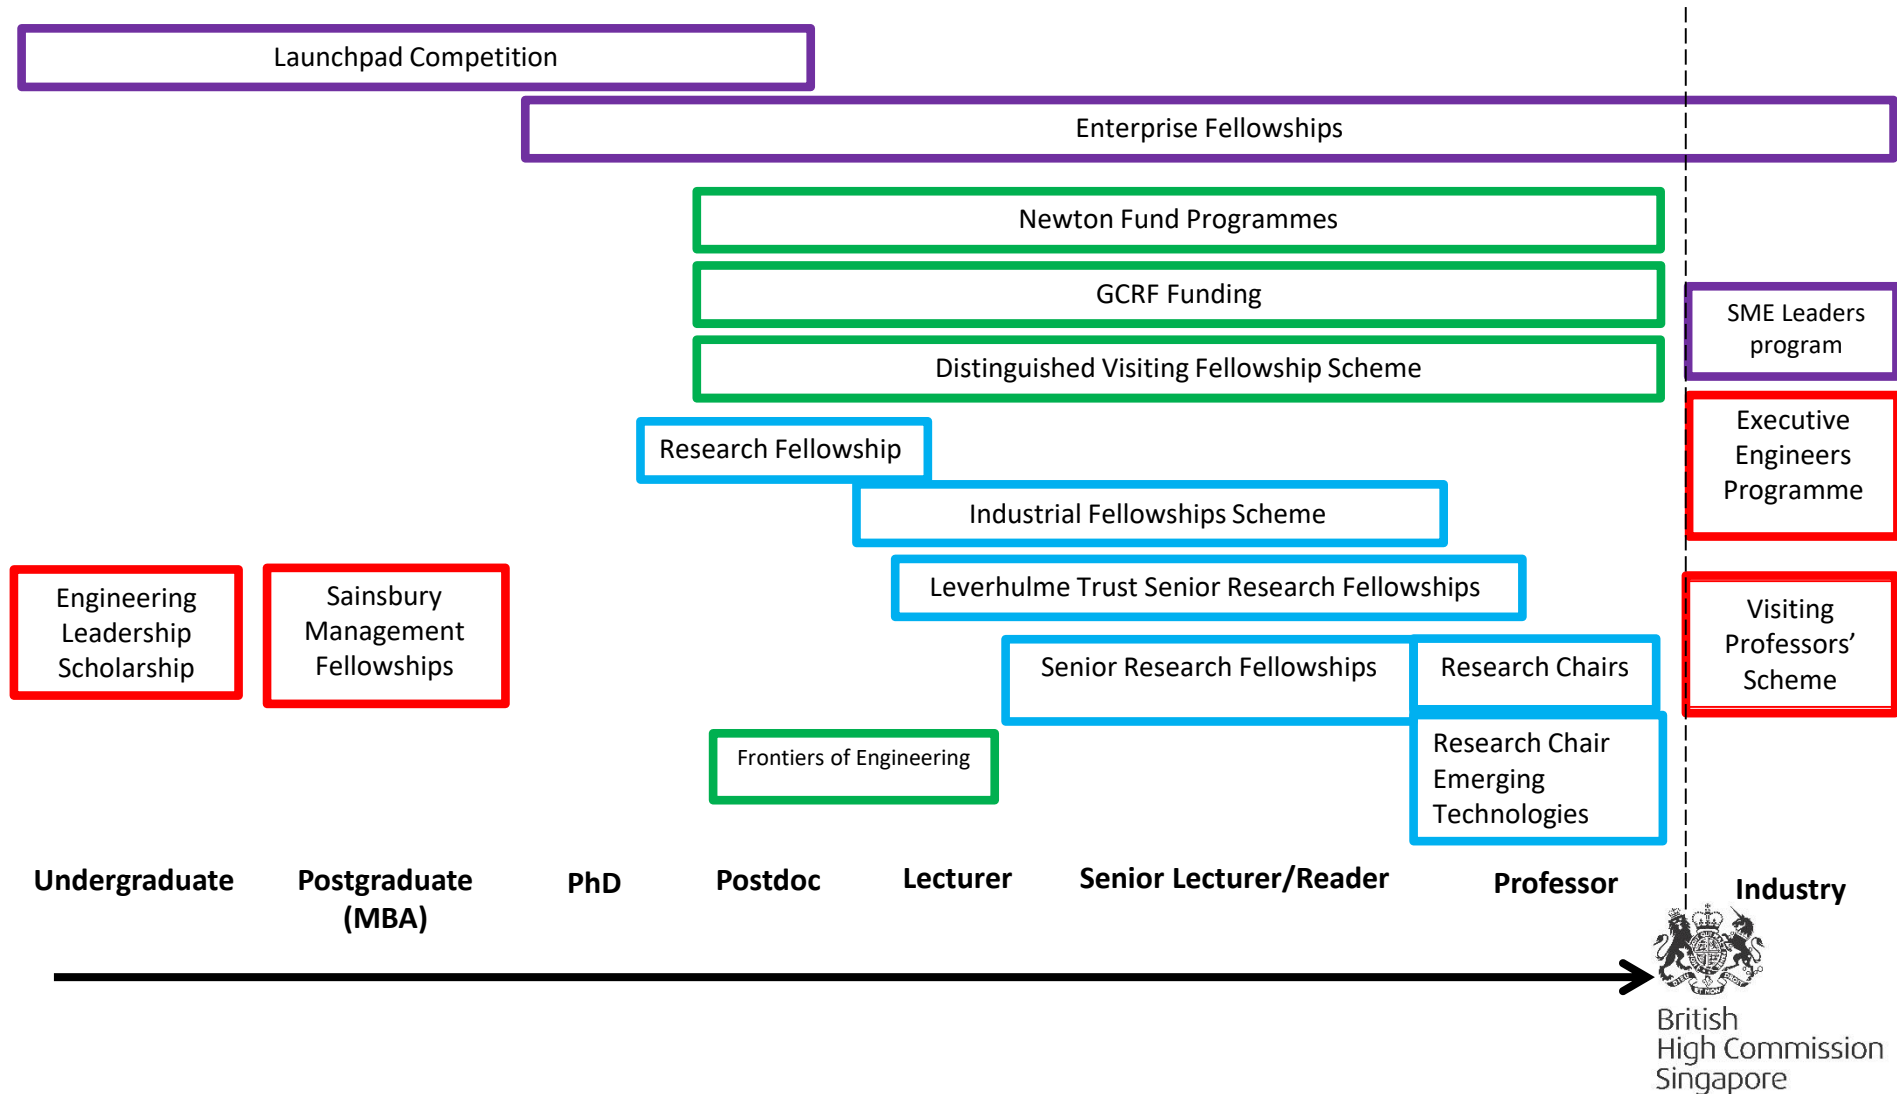 Launchpad Competition
Enterprise Fellowships
Newton Fund Programmes
GCRF Funding
SME Leaders
program
Distinguished Visiting Fellowship Scheme
Research Fellowship
Executive
Engineers
Programme
Industrial Fellowships Scheme
Engineering
Leadership
Scholarship
Sainsbury
Management
Fellowships
Leverhulme Trust Senior Research Fellowships
Visiting
Professors’
Scheme
Senior Research Fellowships
Research Chairs
Frontiers of Engineering
Research Chair
Emerging
Technologies
Undergraduate
Postgraduate
(MBA)
PhD
Postdoc
Lecturer
Senior Lecturer/Reader
Professor
Industry
British
High Commission
Singapore